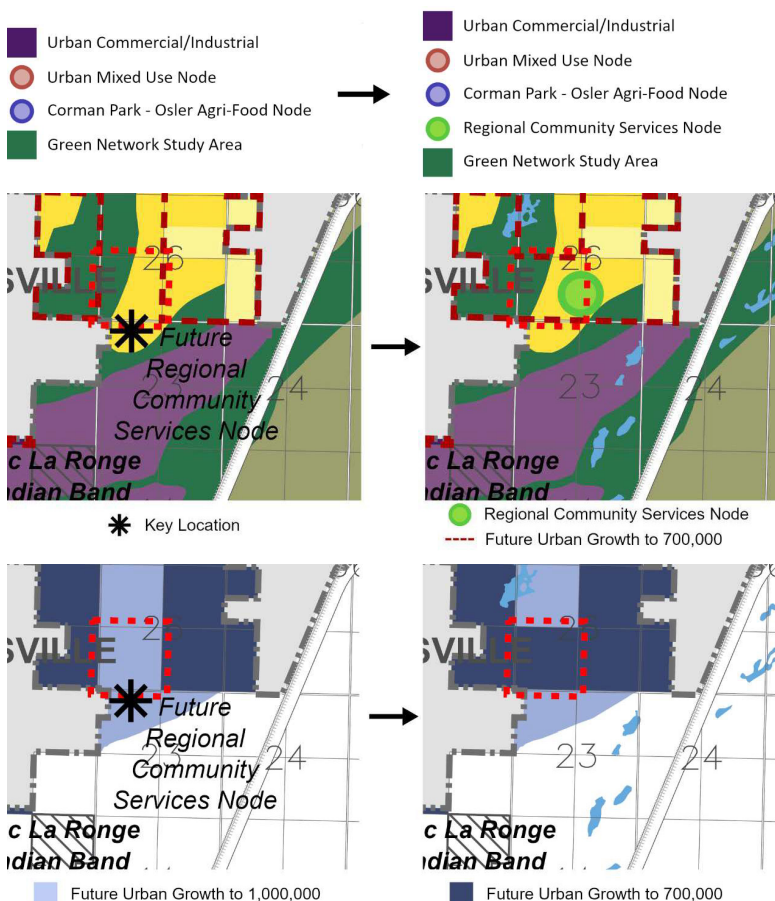 Urban Commercial/Industrial
Urban Mixed Use Node
Corman Park - Osler Agri-Food Node
Green Network Study Area
Urban Commercial/Industrial
Urban Mixed Use Node
Corman Park - Osler Agri-Food Node
Regional Community Services Node
Green Network Study Area
26
SVILLE
Future
Regional
23
Community
24
Services Node
c La Ronge
ndian Band
26
SVILLE
23
24
c La Ronge
ndian Band
Key Location
Regional Community Services Node
Future Urban Growth to 700,000
SVILLE
Future
Regional
23
24
Community
Services Node
c La Ronge
ndian Band
SVILLE
23
24
c La Ronge
ndian Band
Future Urban Growth to 1,000,000
Future Urban Growth to 700,000